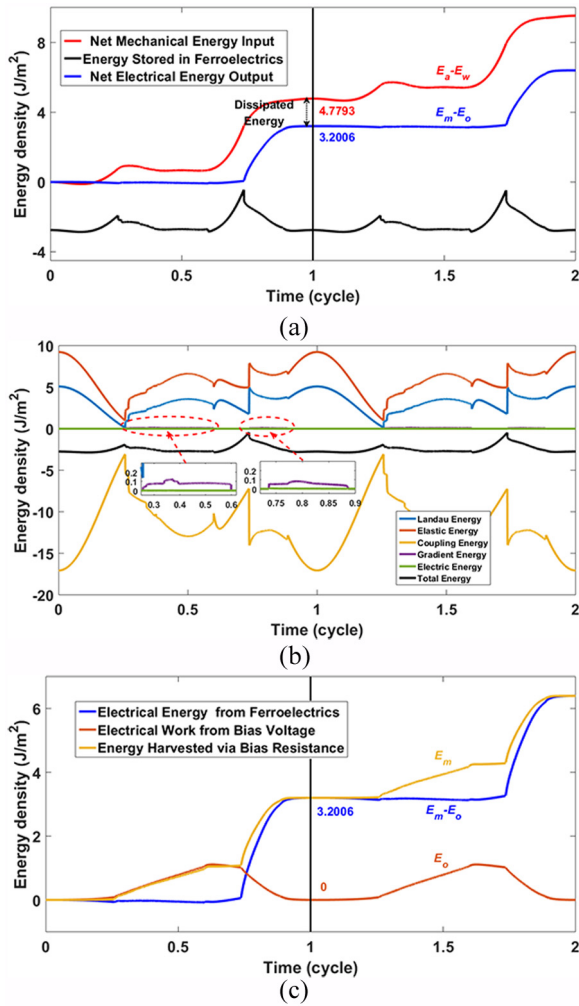 Net Mechanical Energy Input
Energy Stored in Ferroelectrics
Net Electrical Energy Output
Dissipated
Energy
4.7793
3.2006
Ea-Ew
Em-Eo
Energy density (J/m²)
8
4
0
-4
0
0.5
1
1.5
2
Time (cycle)
(a)
Energy density (J/m²)
10
5
0
-5
-10
-15
-20
0.2
0.1
0
0.3
0.4
0.5
0.6
0.2
0.1
0
0.75
0.8
0.85
0.9
Landau Energy
Elastic Energy
Coupling Energy
Gradient Energy
Electric Energy
Total Energy
0
0.5
1
1.5
2
Time (cycle)
(b)
Electrical Energy from Ferroelectrics
Electrical Work from Bias Voltage
Energy Harvested via Bias Resistance
Em
3.2006
Em-Eo
0
Eo
Energy density (J/m²)
6
4
2
0
0
0.5
1
1.5
2
Time (cycle)
(c)